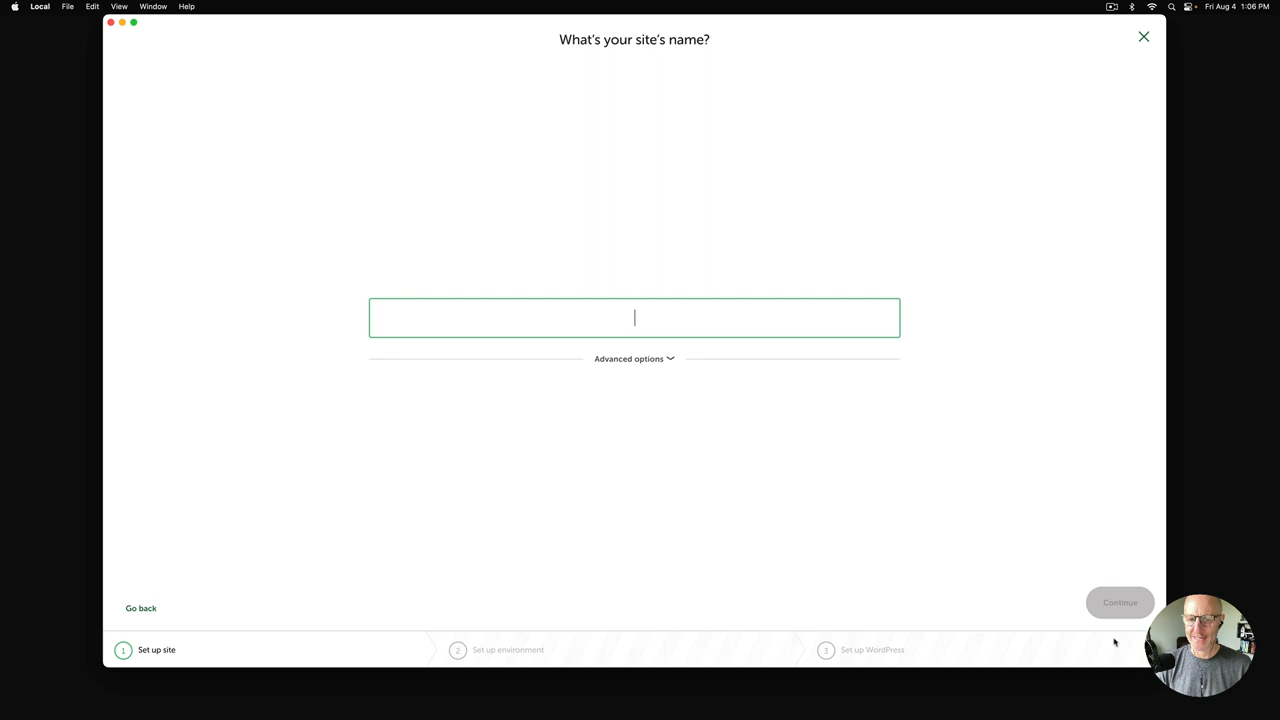 Local File Edit View Window Help Fri Aug 4 1:06 PM
What's your site's name?
Advanced options
Go back
Continue
1 Set up site
2 Set up environment
3 Set up WordPress